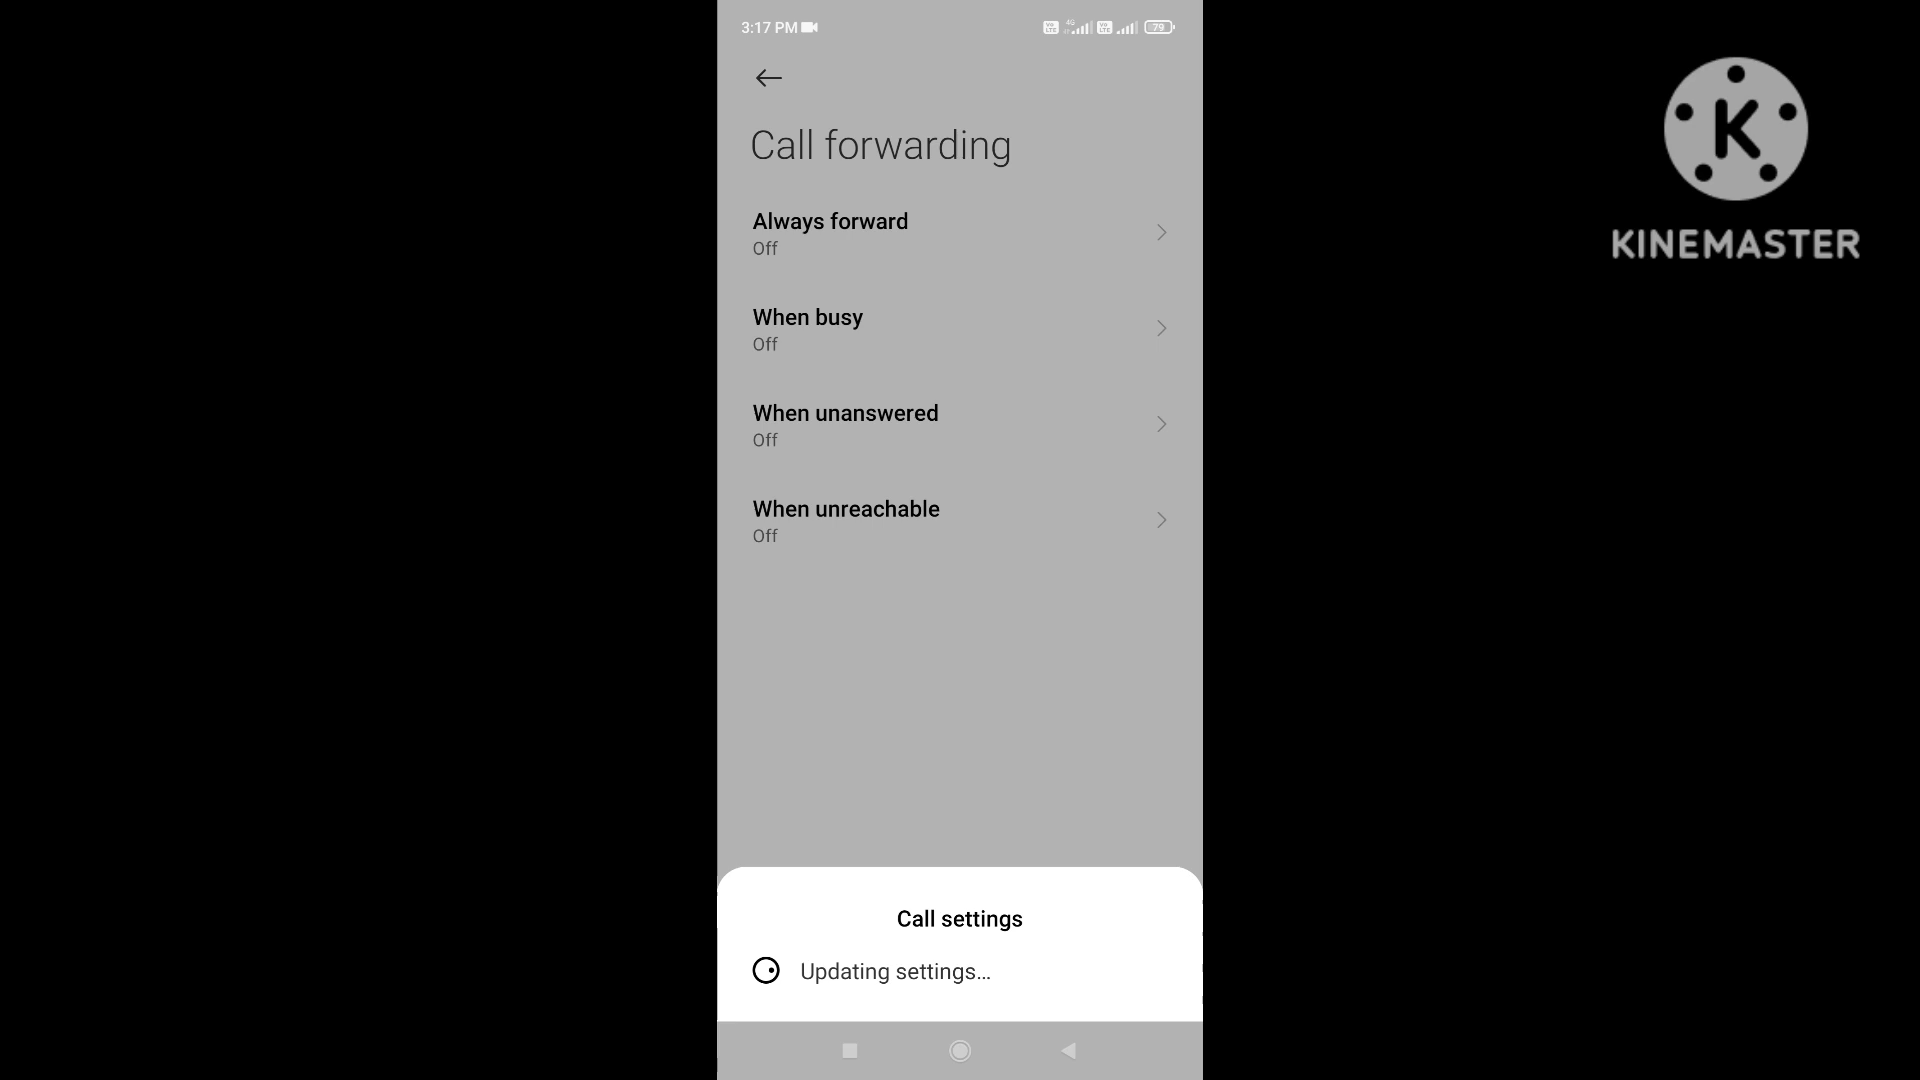 3:17 PM
79
Call forwarding
Always forward
Off
When busy
Off
When unanswered
Off
When unreachable
Off
Call settings
Updating settings...
K
KINEMASTER